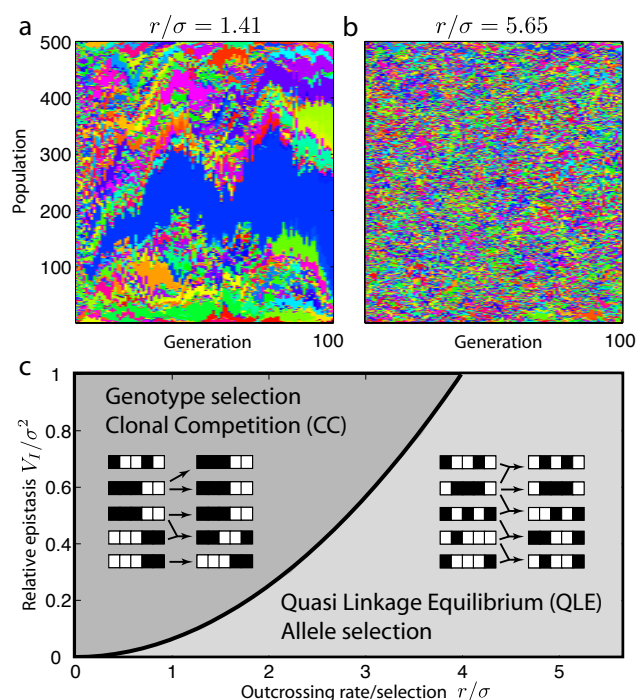 a
r/σ = 1.41
b
r/σ = 5.65
500
400
300
200
100
Population
Generation
100
Generation
100
c
1
0.8
0.6
0.4
0.2
0
Relative epistasis V_I/σ²
Genotype selection
Clonal Competition (CC)
Quasi Linkage Equilibrium (QLE)
Allele selection
0
1
2
3
4
5
Outcrossing rate/selection r/σ